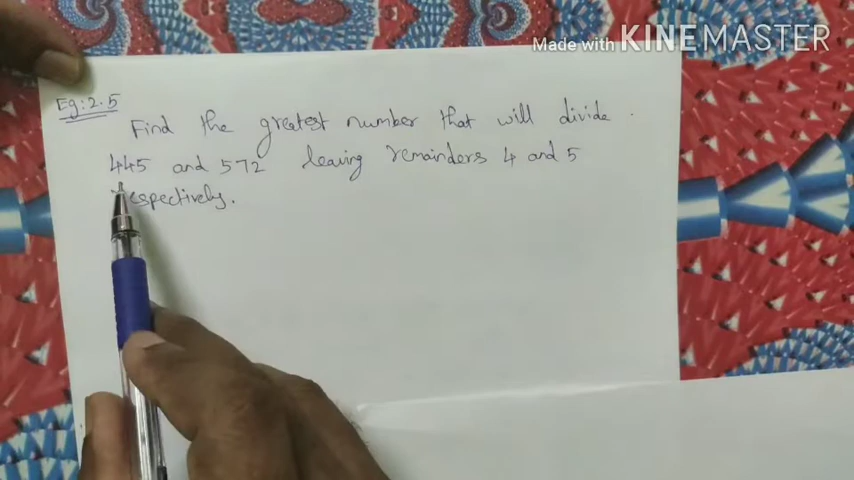 Made with KINEMASTER
Eg:2.5
Find the greatest number that will divide
445 and 572 leaving remainders 4 and 5
respectively.